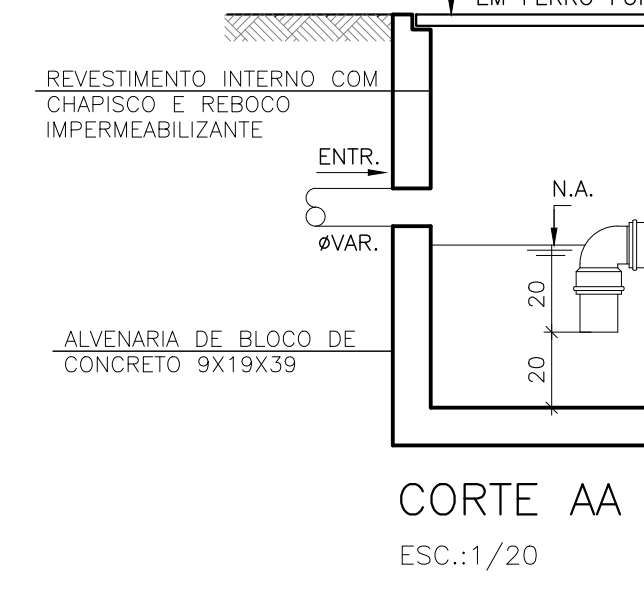 REVESTIMENTO INTERNO COM
CHAPISCO E REBOCO
IMPERMEABILIZANTE
ENTR.
N.A.
øVAR.
20
ALVENARIA DE BLOCO DE
CONCRETO 9X19X39
20
CORTE AA
ESC.:1/20